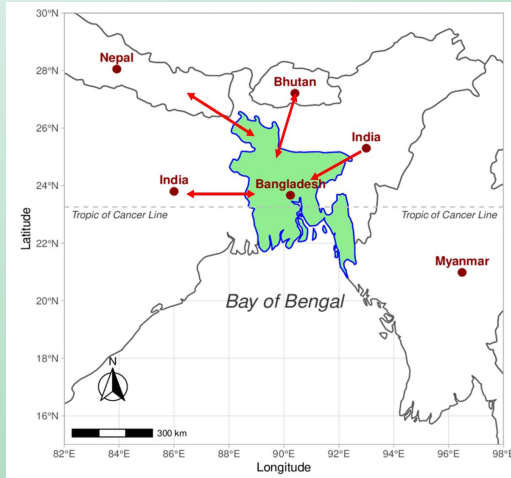 30°N
28°N
26°N
24°N
22°N
20°N
18°N
16°N
Latitude
Nepal
Bhutan
India
India
Bangladesh
Tropic of Cancer Line
Tropic of Cancer Line
Myanmar
Bay of Bengal
N
300 km
82°E 84°E 86°E 88°E 90°E 92°E 94°E 96°E 98°E
Longitude